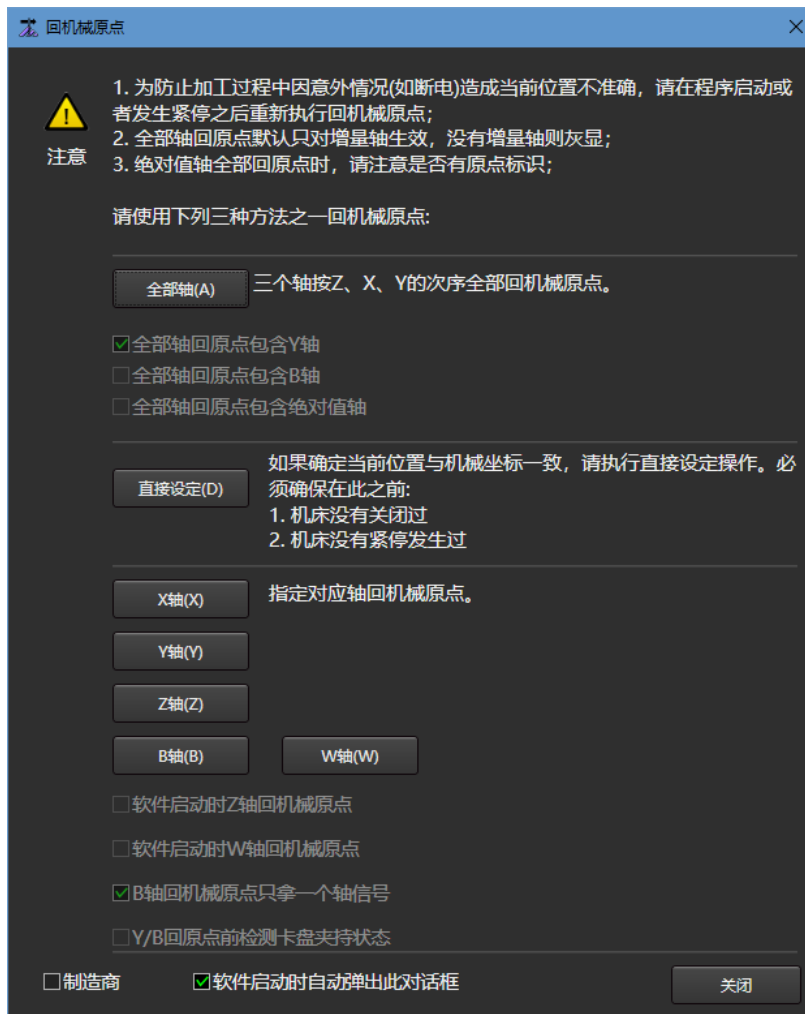 回机械原点
1. 为防止加工过程中因意外情况(如断电)造成当前位置不准确，请在程序启动或
者发生紧停之后重新执行回机械原点；
2. 全部轴回原点默认只对增量轴生效，没有增量轴则灰显；
注意
3. 绝对值轴全部回原点时，请注意是否有原点标识；
请使用下列三种方法之一回机械原点:
全部轴(A) 三个轴按Z、X、Y的次序全部回机械原点。
全部轴回原点包含Y轴
全部轴回原点包含B轴
全部轴回原点包含绝对值轴
如果确定当前位置与机械坐标一致，请执行直接设定操作。必
直接设定(D) 须确保在此之前:
1. 机床没有关闭过
2. 机床没有紧停发生过
X轴(X) 指定对应轴回机械原点。
Y轴(Y)
Z轴(Z)
B轴(B) W轴(W)
软件启动时Z轴回机械原点
软件启动时W轴回机械原点
B轴回机械原点只拿一个轴信号
Y/B回原点前检测卡盘夹持状态
制造商 软件启动时自动弹出此对话框 关闭